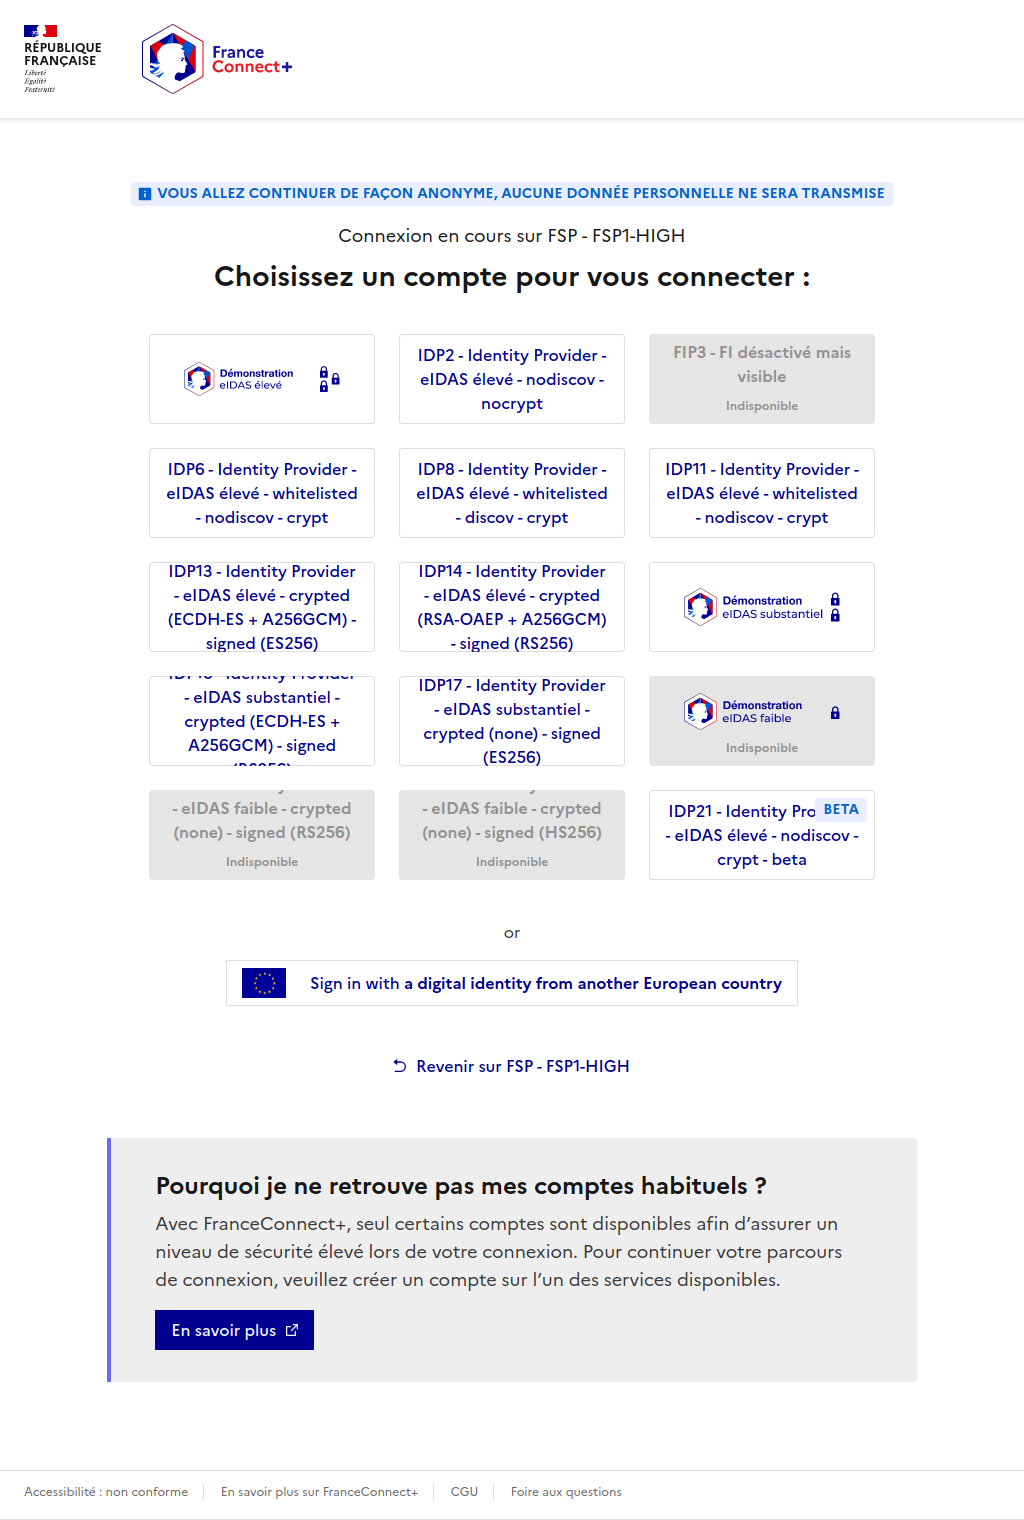 RÉPUBLIQUE
FRANÇAISE
Liberté
Égalité
Fraternité
France
Connect+
VOUS ALLEZ CONTINUER DE FAÇON ANONYME, AUCUNE DONNÉE PERSONNELLE NE SERA TRANSMISE
Connexion en cours sur FSP - FSP1-HIGH
Choisissez un compte pour vous connecter :
Démonstration
eIDAS élevé
IDP2 - Identity Provider -
eIDAS élevé - nodiscov -
nocrypt
FIP3 - FI désactivé mais
visible
Indisponible
IDP6 - Identity Provider -
eIDAS élevé - whitelisted
- nodiscov - crypt
IDP8 - Identity Provider -
eIDAS élevé - whitelisted
- discov - crypt
IDP11 - Identity Provider -
eIDAS élevé - whitelisted
- nodiscov - crypt
IDP13 - Identity Provider
- eIDAS élevé - crypted
(ECDH-ES + A256GCM) -
signed (ES256)
IDP14 - Identity Provider
- eIDAS élevé - crypted
(RSA-OAEP + A256GCM)
- signed (RS256)
Démonstration
eIDAS substantiel
- Identity Provider
- eIDAS substantiel -
crypted (ECDH-ES +
A256GCM) - signed
IDP17 - Identity Provider
- eIDAS substantiel -
crypted (none) - signed
(ES256)
Démonstration
eIDAS faible
Indisponible
- eIDAS faible - crypted
(none) - signed (RS256)
Indisponible
- eIDAS faible - crypted
(none) - signed (HS256)
Indisponible
IDP21 - Identity Pro
BETA
- eIDAS élevé - nodiscov -
crypt - beta
or
Sign in with a digital identity from another European country
Revenir sur FSP - FSP1-HIGH
Pourquoi je ne retrouve pas mes comptes habituels ?
Avec FranceConnect+, seul certains comptes sont disponibles afin d’assurer un
niveau de sécurité élevé lors de votre connexion. Pour continuer votre parcours
de connexion, veuillez créer un compte sur l’un des services disponibles.
En savoir plus
Accessibilité : non conforme
En savoir plus sur FranceConnect+
CGU
Foire aux questions